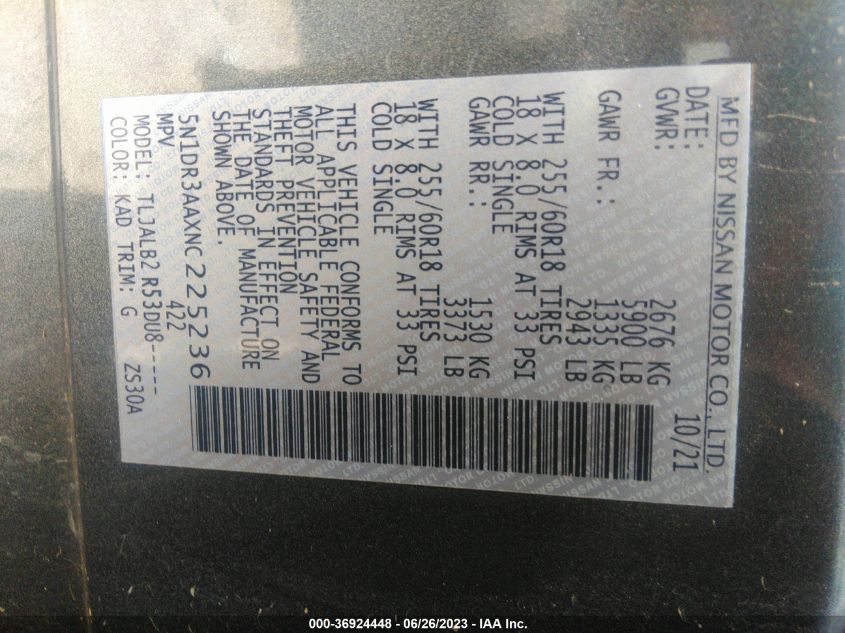 MFD BY NISSAN MOTOR CO., LTD.
DATE: 10/21
GVWR: 2676 KG
5900 LB
GAWR FR.: 1335 KG
2943 LB
WITH 255/60R18 TIRES
18 X 8.0 RIMS AT 33 PSI
COLD SINGLE
GAWR RR.: 1530 KG
3373 LB
WITH 255/60R18 TIRES
18 X 8.0 RIMS AT 33 PSI
COLD SINGLE
THIS VEHICLE CONFORMS TO
ALL APPLICABLE FEDERAL
MOTOR VEHICLE SAFETY AND
THEFT PREVENTION
STANDARDS IN EFFECT ON
THE DATE OF MANUFACTURE
SHOWN ABOVE.
5N1DR3AAXNC225236
MPV 422
MODEL: TLJALB2 R53DU8-----
COLOR: KAD TRIM: G ZS30A
000-36924448 - 06/26/2023 - IAA Inc.